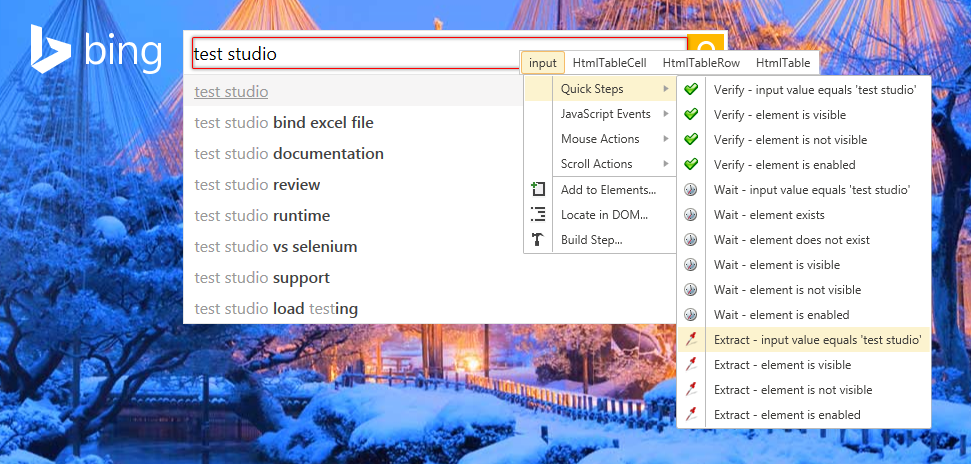 bing
test studio
input HtmlTableCell HtmlTableRow HtmlTable
test studio
test studio bind excel file
test studio documentation
test studio review
test studio runtime
test studio vs selenium
test studio support
test studio load testing
Quick Steps
JavaScript Events
Mouse Actions
Scroll Actions
Add to Elements...
Locate in DOM...
Build Step...
Verify - input value equals 'test studio'
Verify - element is visible
Verify - element is not visible
Verify - element is enabled
Wait - input value equals 'test studio'
Wait - element exists
Wait - element does not exist
Wait - element is visible
Wait - element is not visible
Wait - element is enabled
Extract - input value equals 'test studio'
Extract - element is visible
Extract - element is not visible
Extract - element is enabled